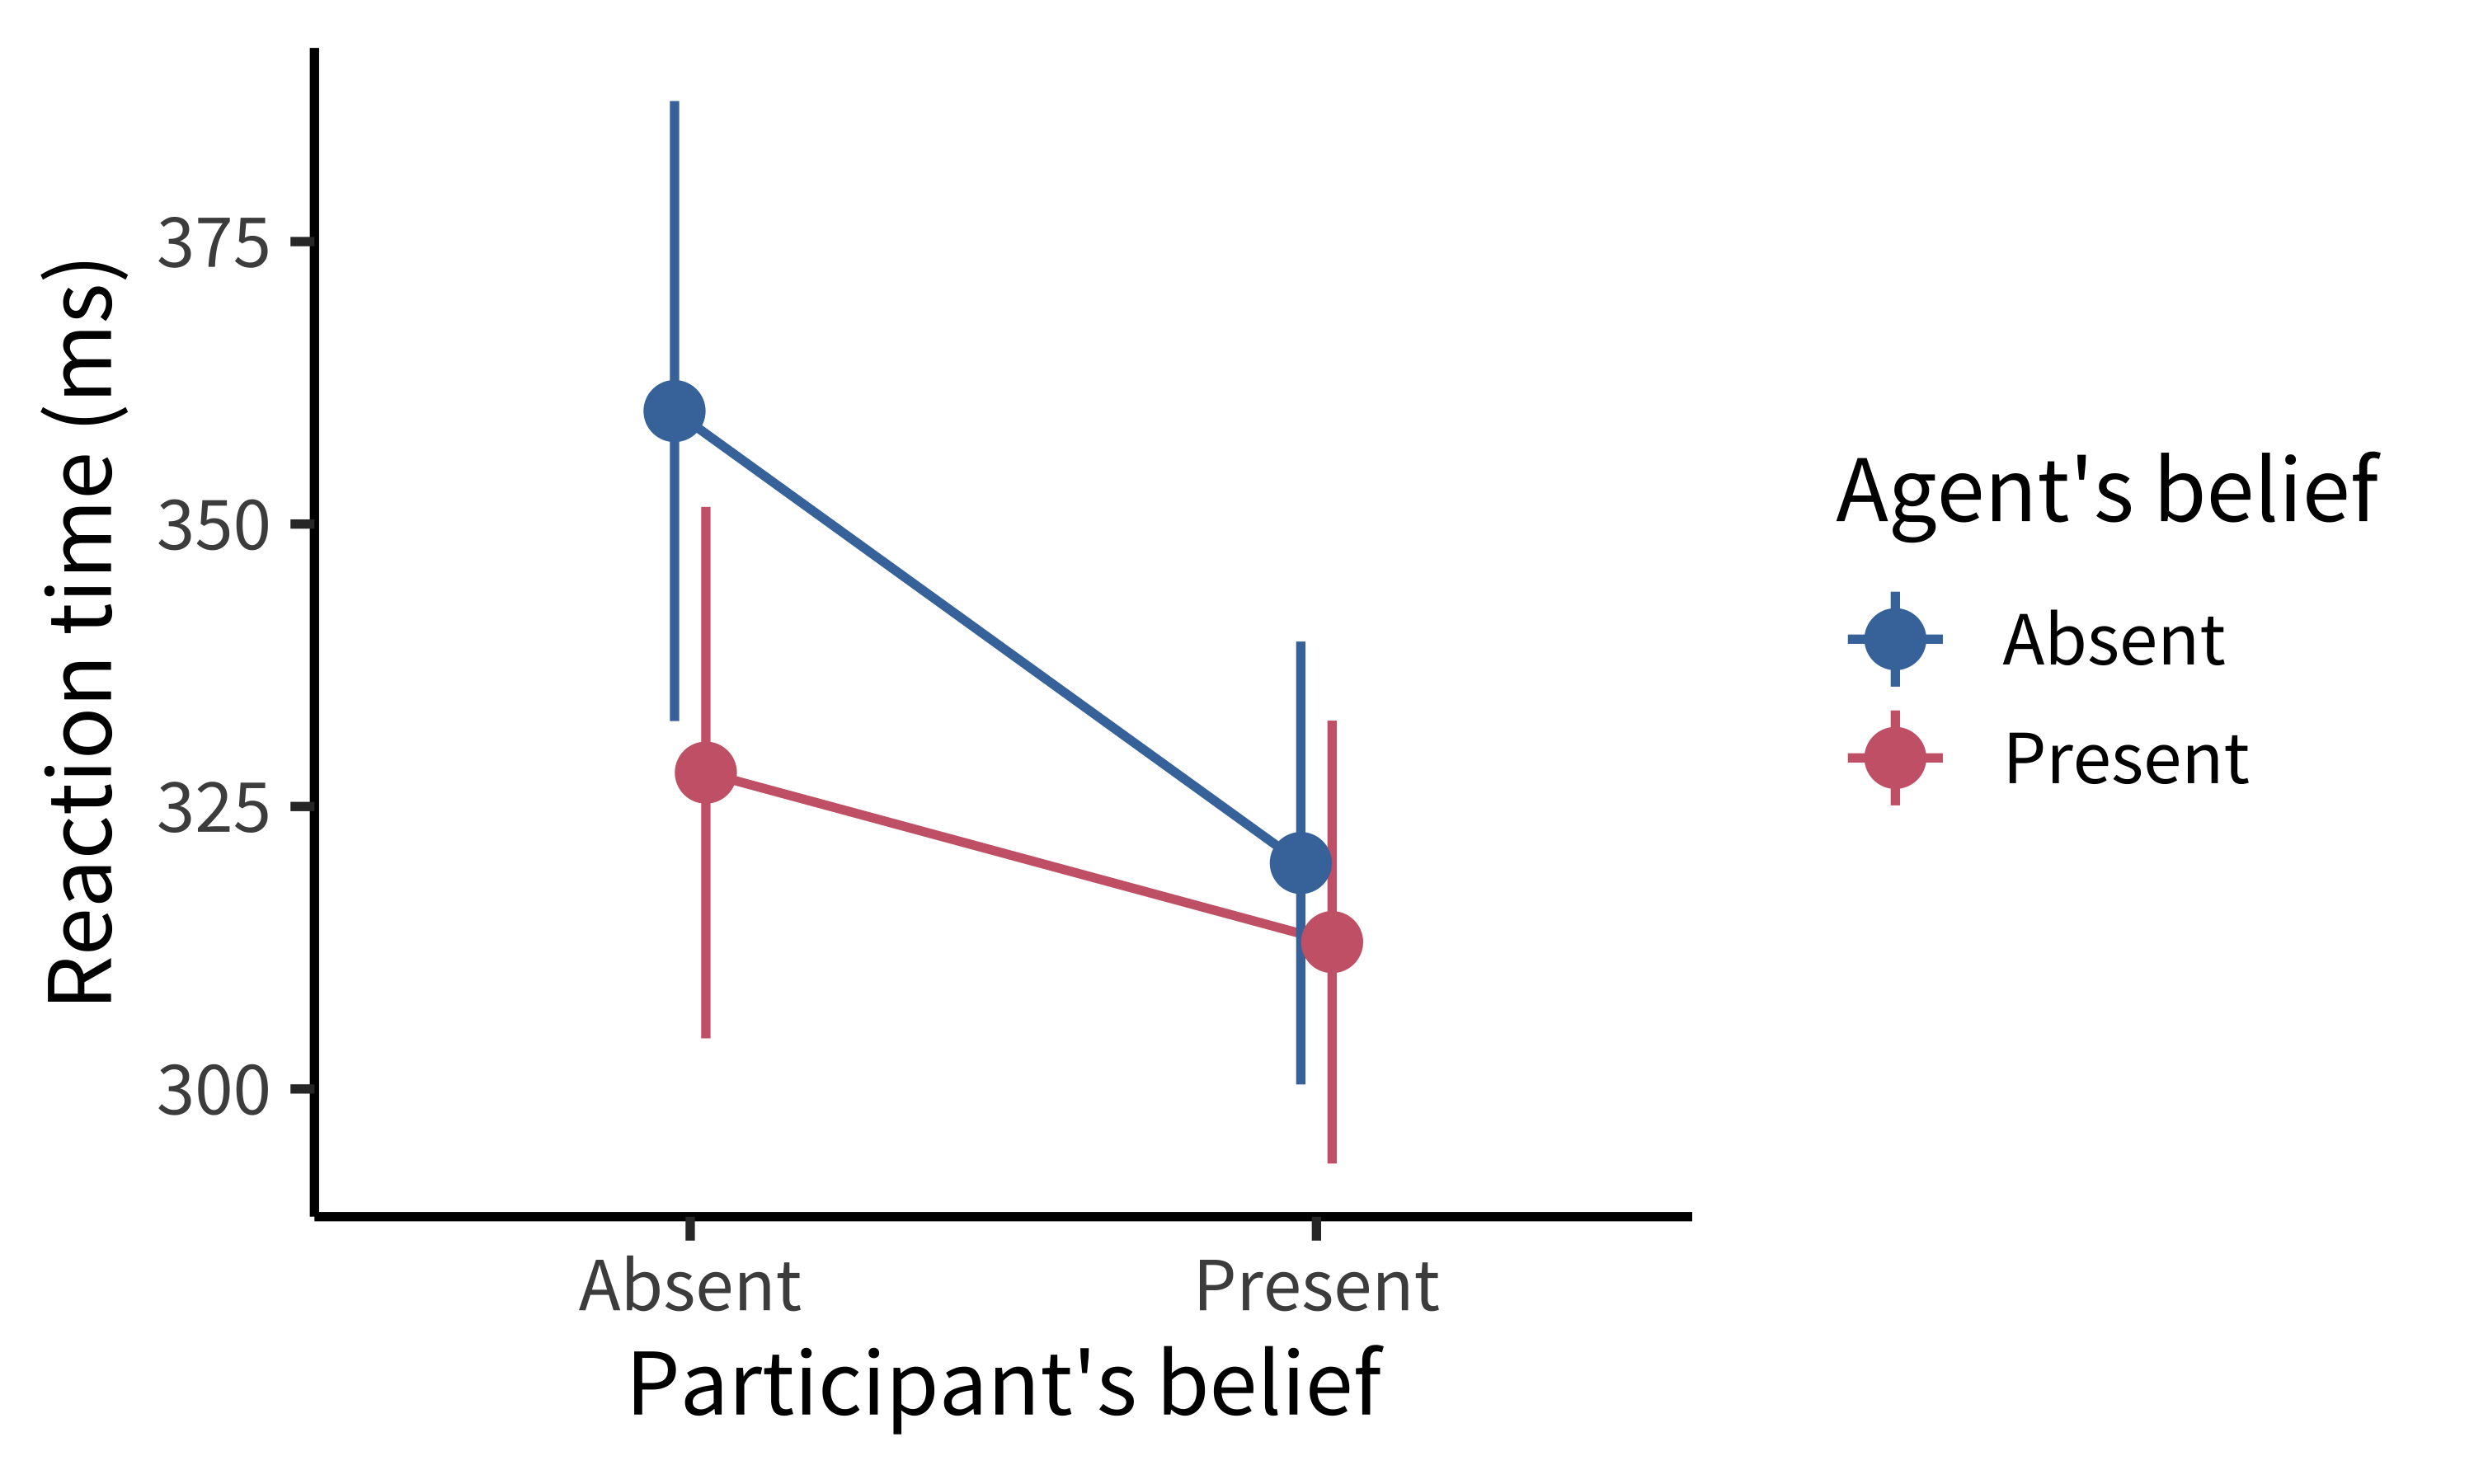 Reaction time (ms)
375
350
325
300
Absent
Present
Participant's belief
Agent's belief
Absent
Present